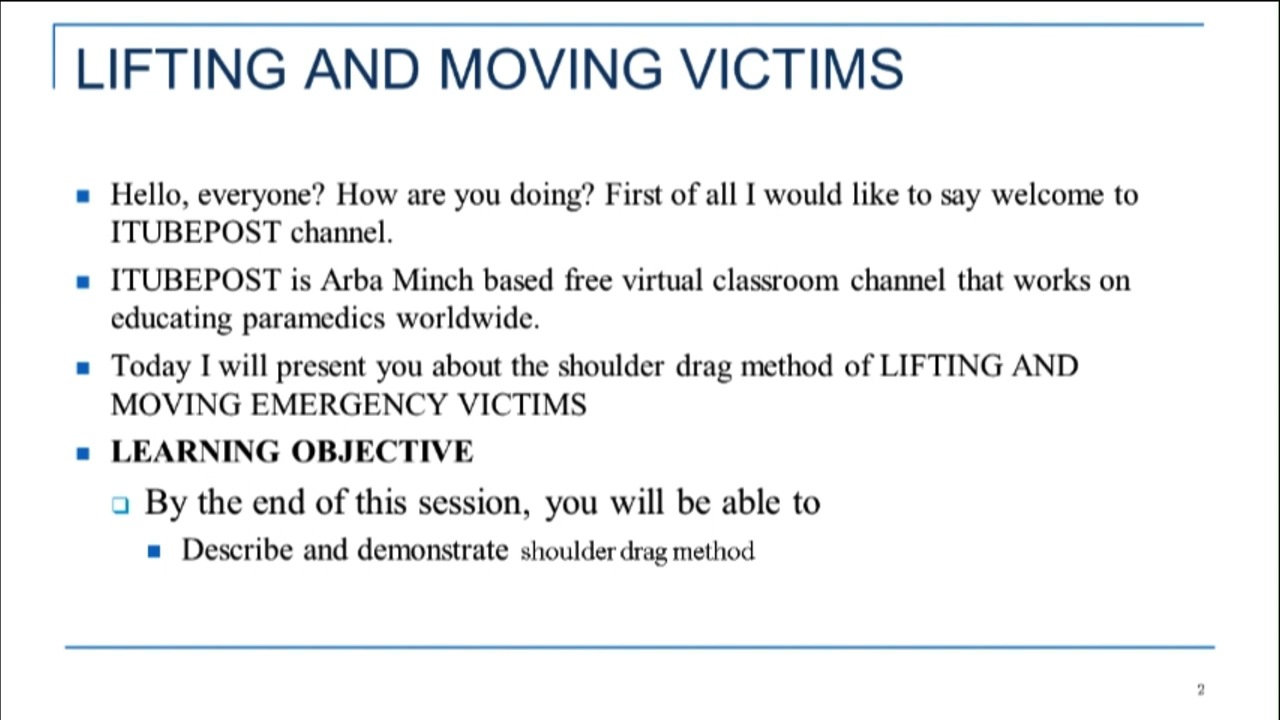 LIFTING AND MOVING VICTIMS
Hello, everyone? How are you doing? First of all I would like to say welcome to
ITUBEPOST channel.
ITUBEPOST is Arba Minch based free virtual classroom channel that works on
educating paramedics worldwide.
Today I will present you about the shoulder drag method of LIFTING AND
MOVING EMERGENCY VICTIMS
LEARNING OBJECTIVE
By the end of this session, you will be able to
Describe and demonstrate shoulder drag method
2